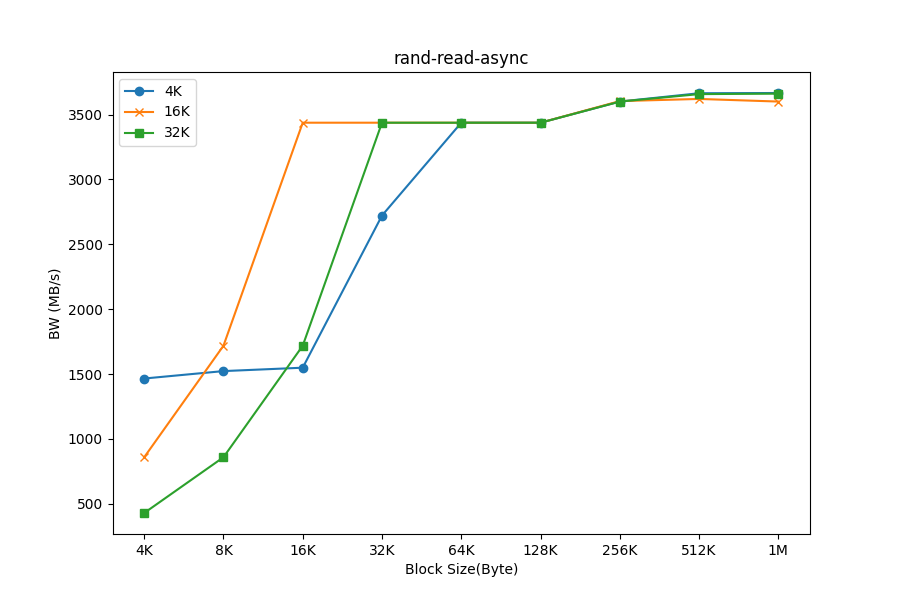 rand-read-async
4K
16K
32K
BW (MB/s)
3500
3000
2500
2000
1500
1000
500
4K 8K 16K 32K 64K 128K 256K 512K 1M
Block Size(Byte)